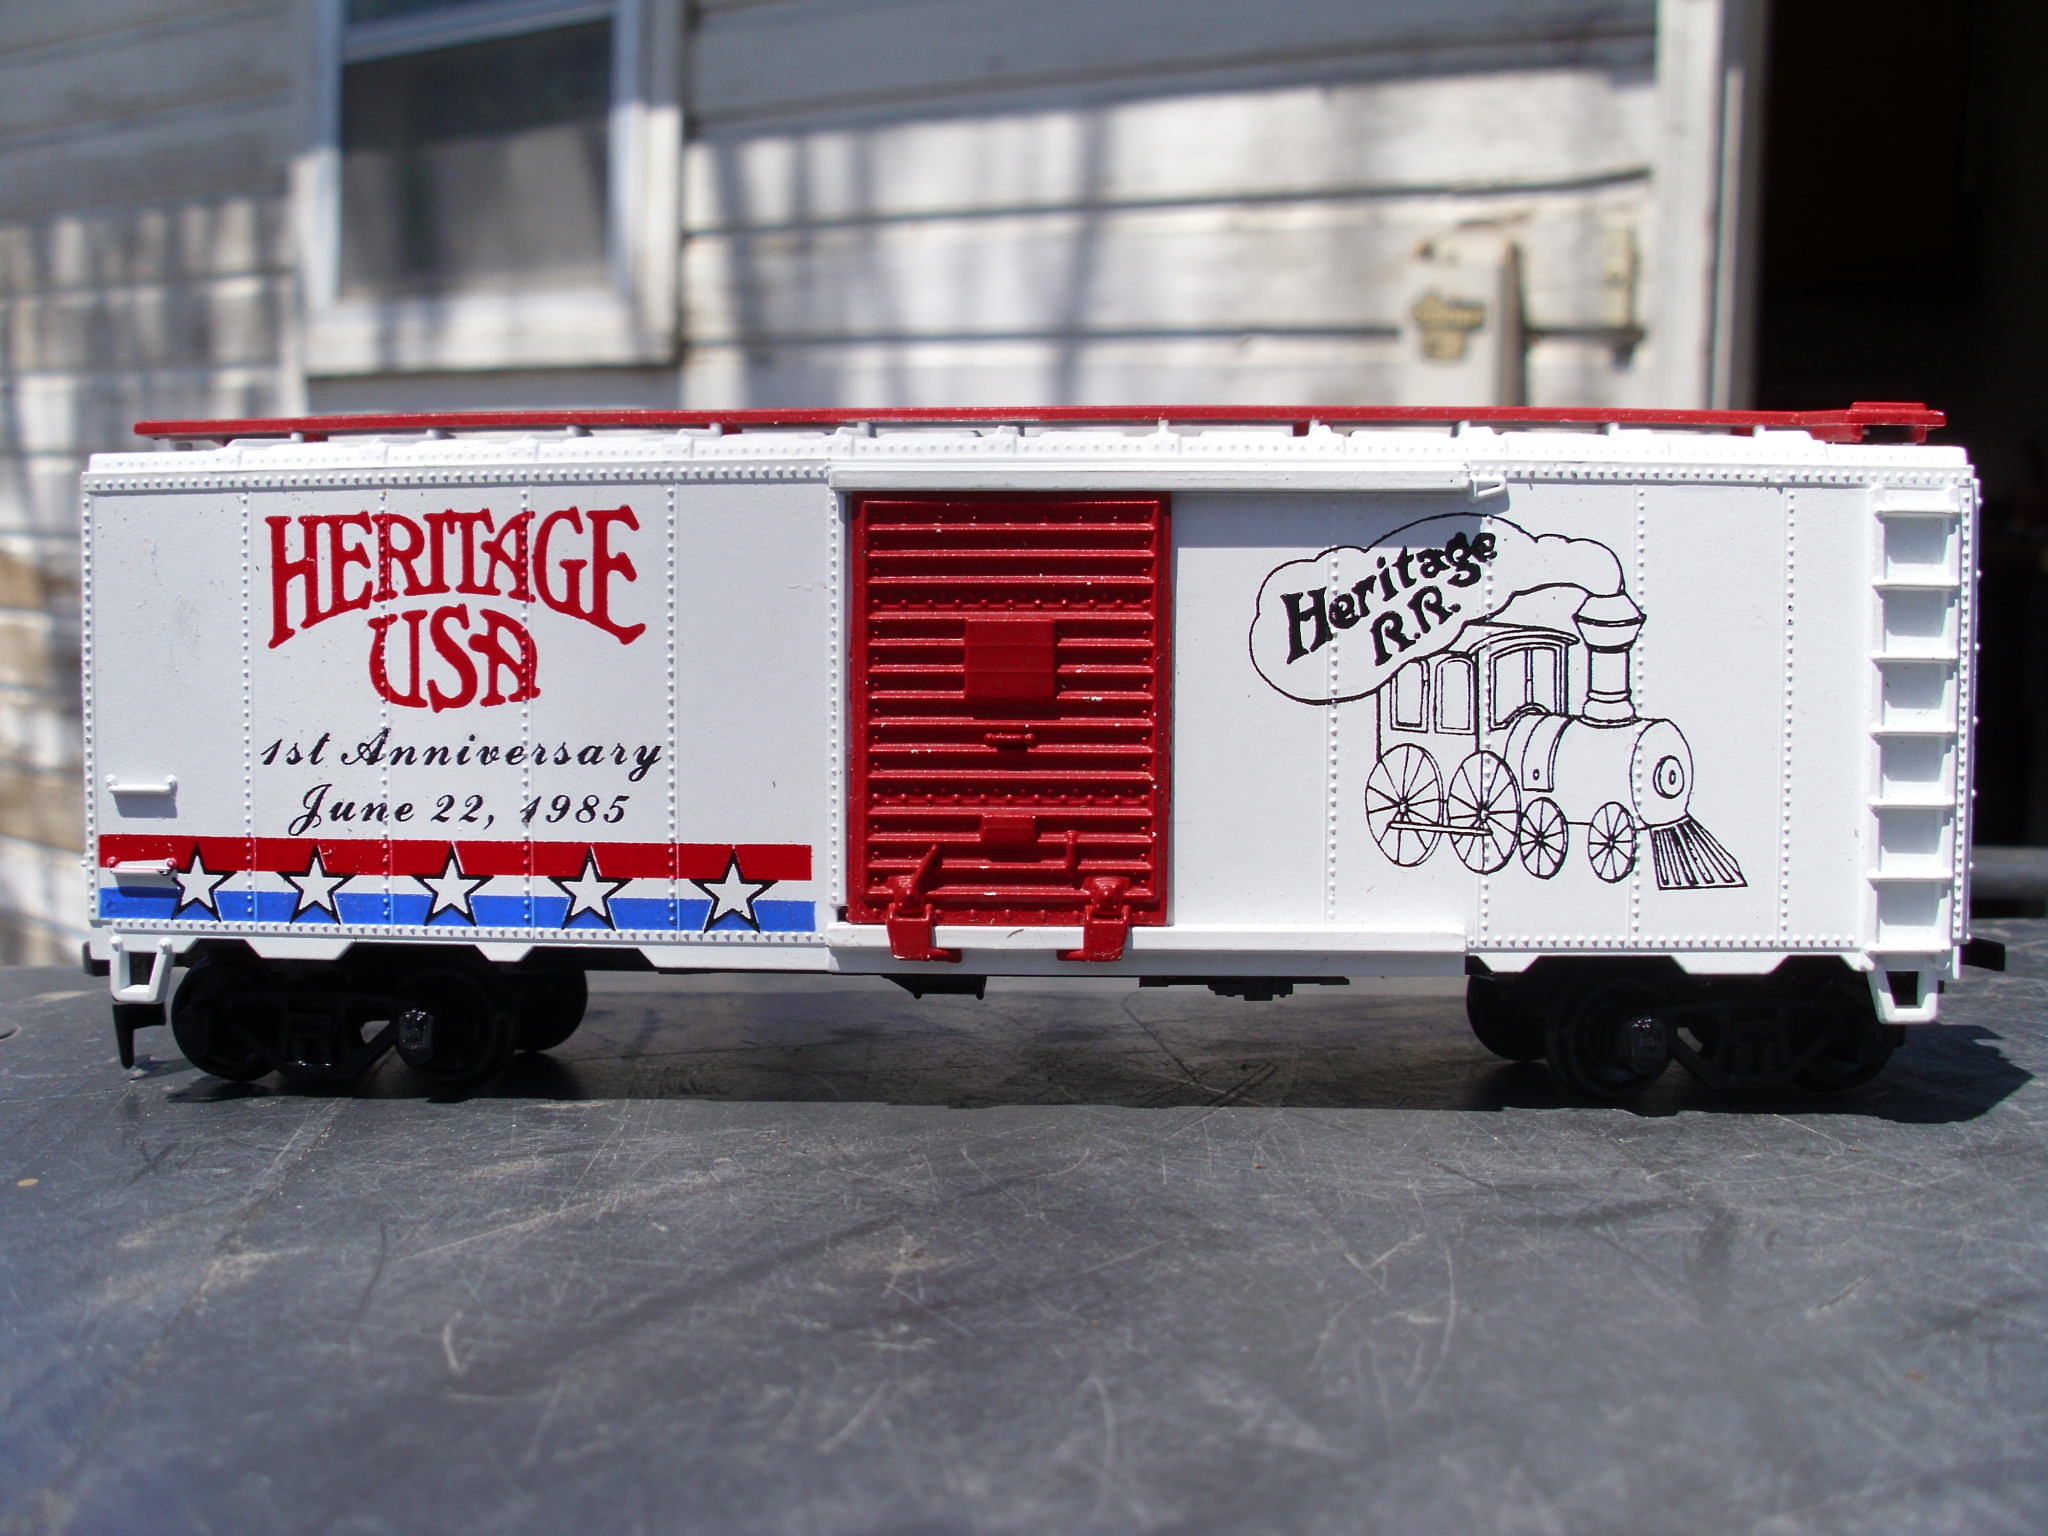 HERITAGE
USA
1st Anniversary
June 22, 1985
Heritage
R.R.